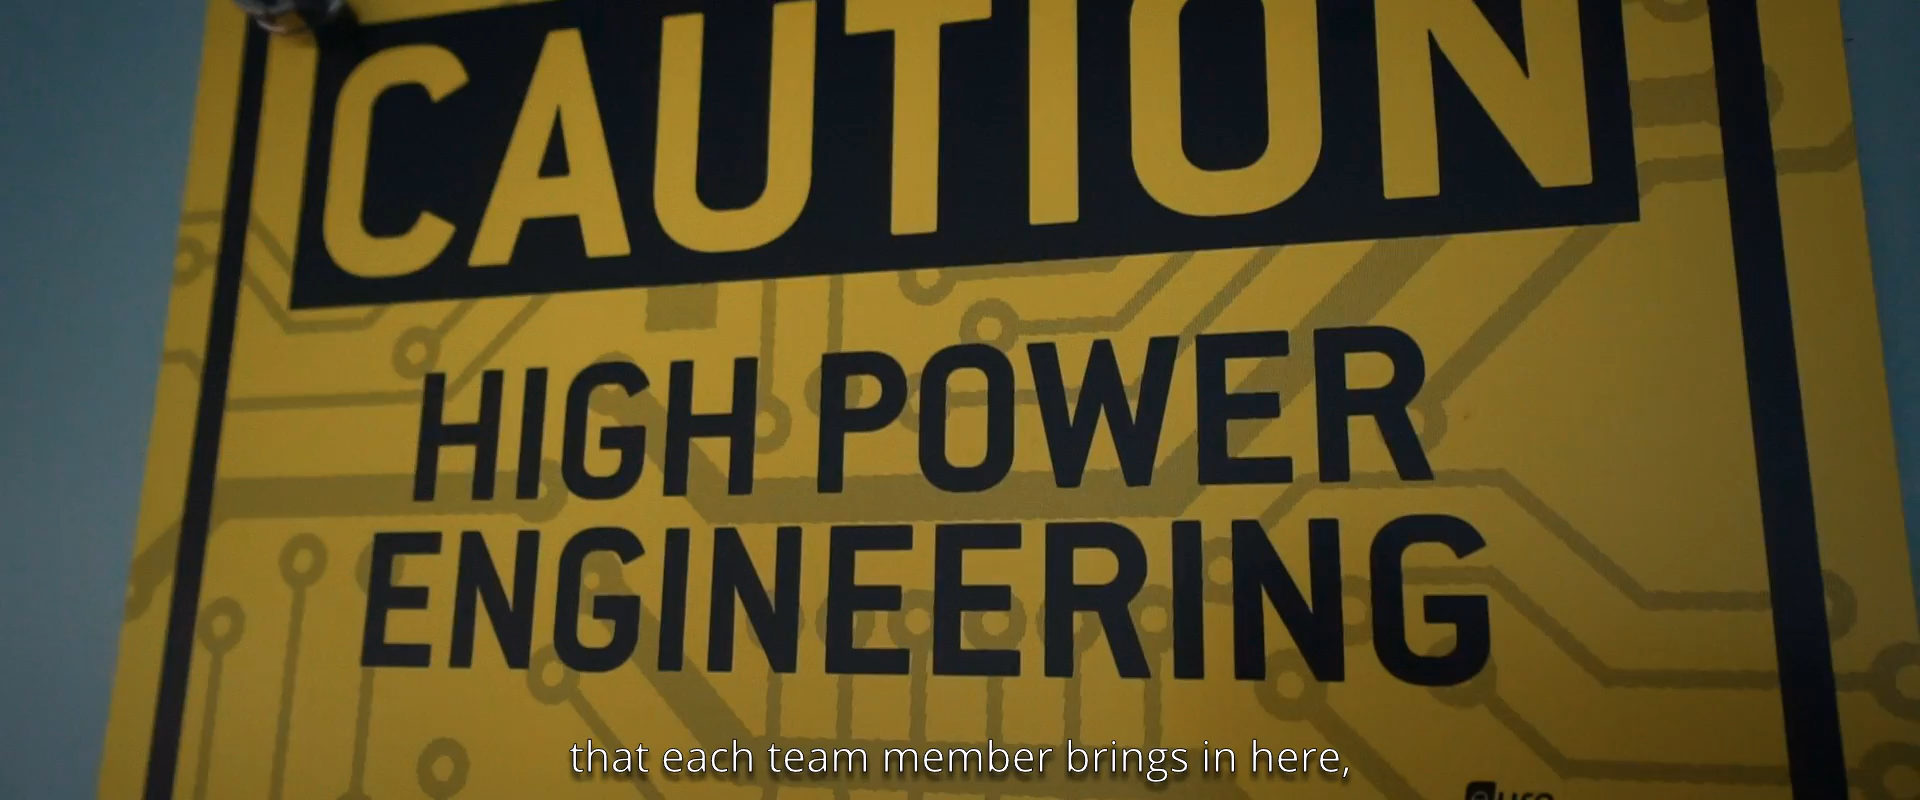 CAUTION
HIGH POWER
ENGINEERING
that each team member brings in here,